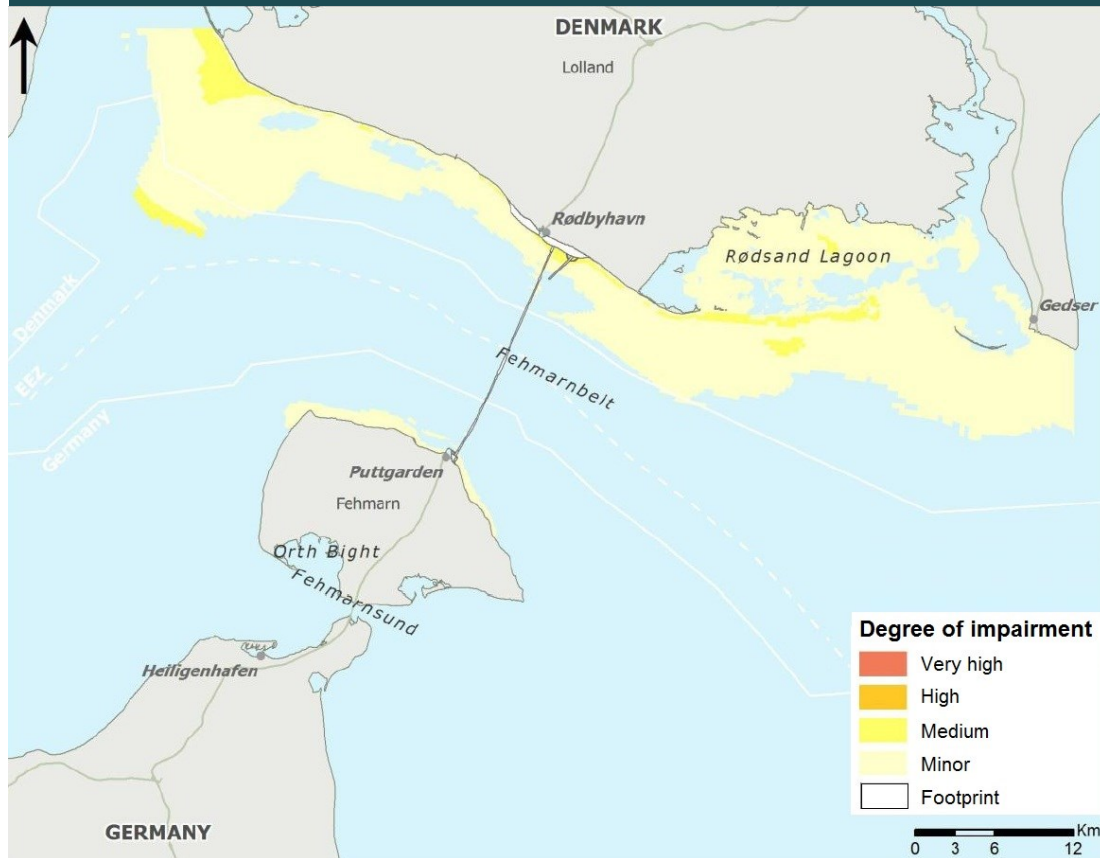 DENMARK
Lolland
Rødbyhavn
Rødsand Lagoon
Gedser
Denmark
EEZ
Germany
Fehmarnbelt
Puttgarden
Fehmarn
Orth Bight
Fehmarnsund
Heiligenhafen
GERMANY
Degree of impairment
Very high
High
Medium
Minor
Footprint
Km
0 3 6 12